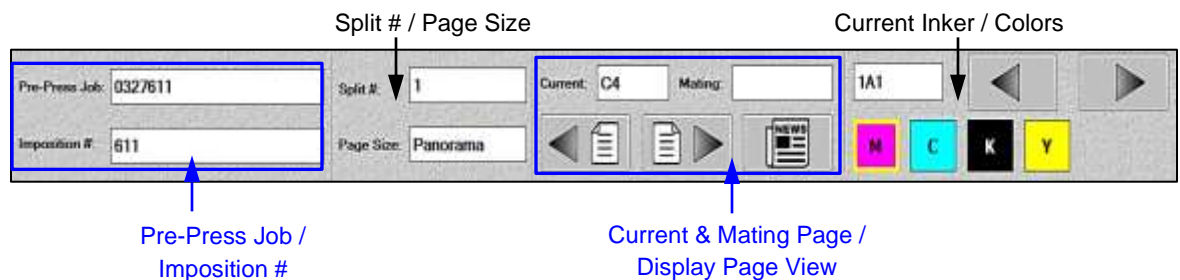 Split # / Page Size
Current Inker / Colors
Pre-Press Job: 0327611
Split #: 1
Current: C4 Mating:
1A1
Imposition #: 611
Page Size: Panorama
NEWS
M C K Y
Pre-Press Job /
Imposition #
Current & Mating Page /
Display Page View